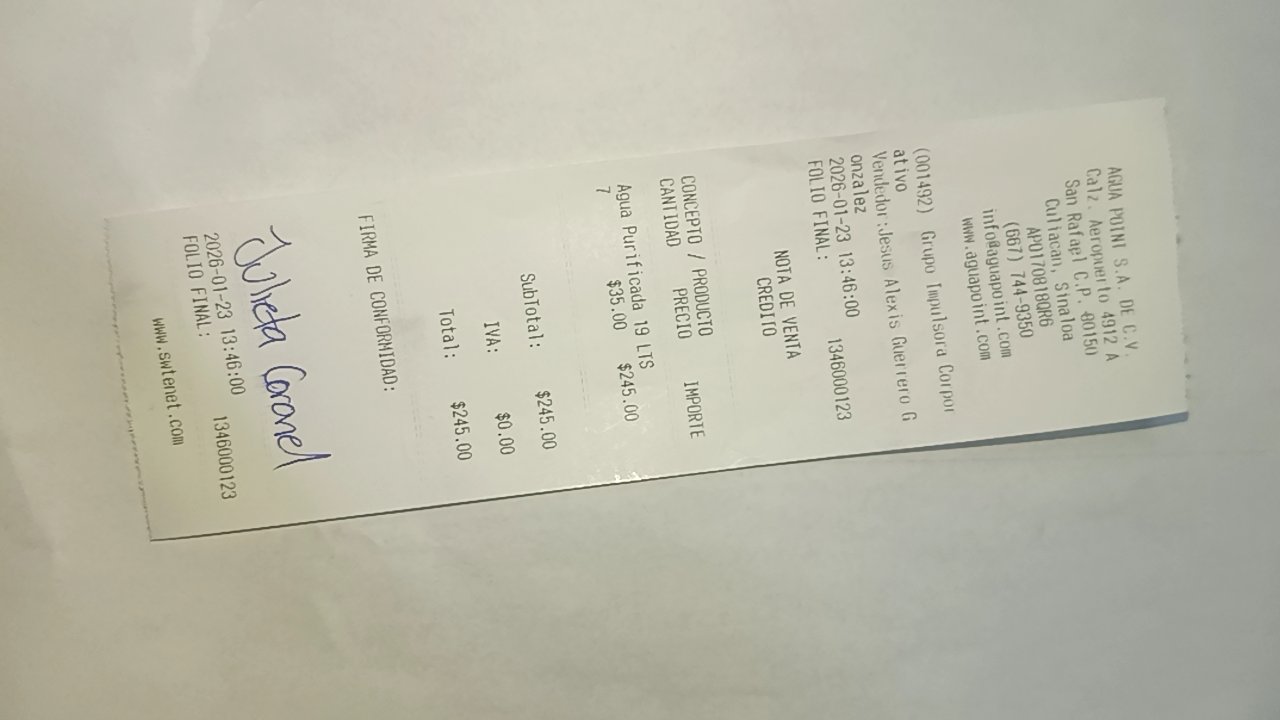 AGUA POINT S.A. DE C.V.
Calz. Aeropuerto 4912 A
San Rafael C.P. 80150
Culiacan, Sinaloa
APO170818QR6
(667) 744-9350
info@aguapoint.com
www.aguapoint.com
(001492) Grupo Impulsora Corpor
ativo
Vendedor:Jesus Alexis Guerrero G
onzalez
2026-01-23 13:46:00
FOLIO FINAL: 1346000123
NOTA DE VENTA
CREDITO
CONCEPTO / PRODUCTO
CANTIDAD PRECIO IMPORTE
Agua Purificada 19 LTS
7 $35.00 $245.00
SubTotal: $245.00
IVA: $0.00
Total: $245.00
FIRMA DE CONFORMIDAD:
Julieta Coronel
2026-01-23 13:46:00
FOLIO FINAL: 1346000123
www.swtenet.com